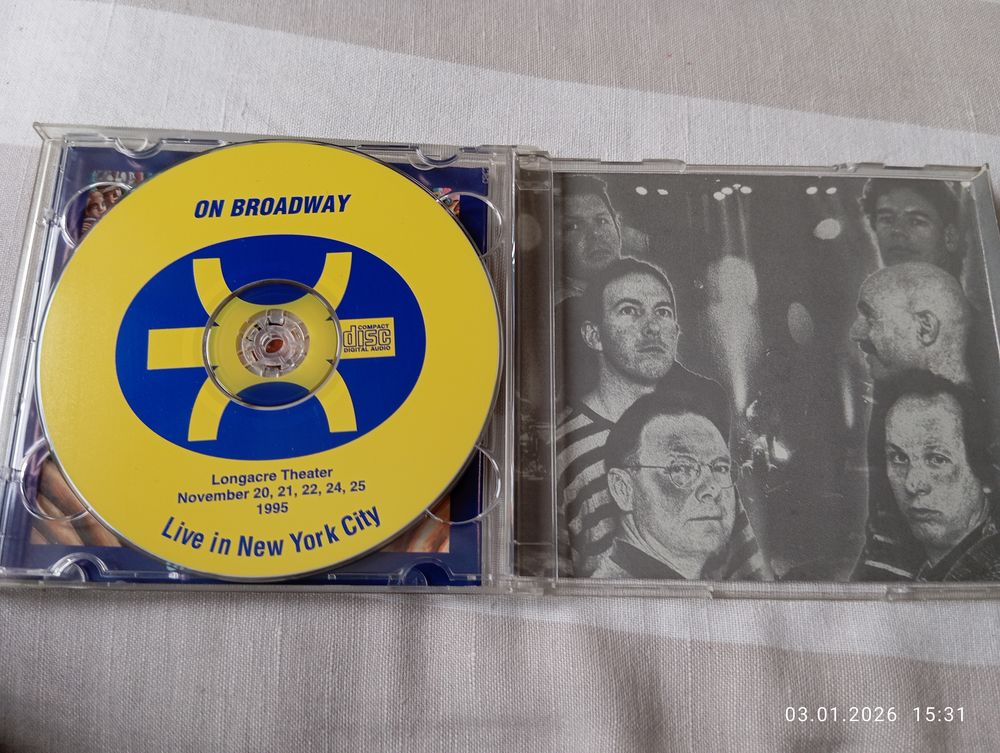 ON BROADWAY
COMPACT
disc
DIGITAL AUDIO
Longacre Theater
November 20, 21, 22, 24, 25
1995
Live in New York City
03.01.2026 15:31